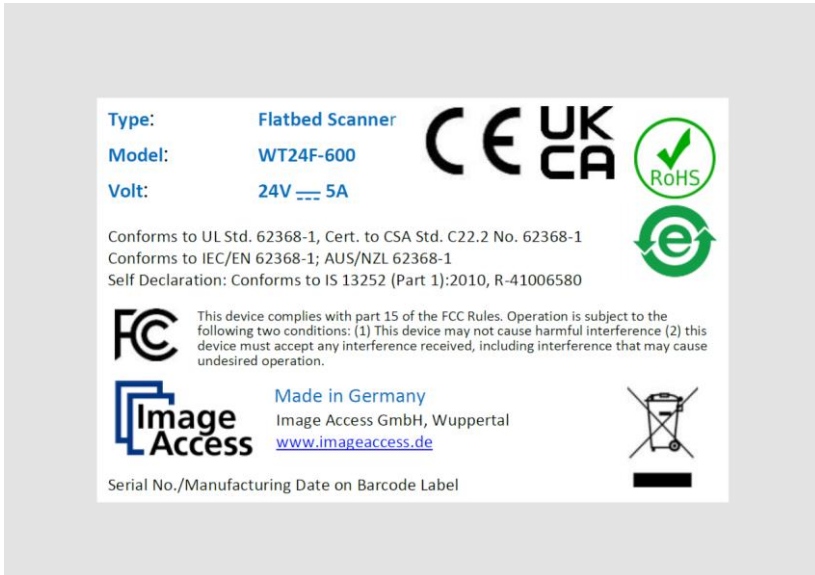 Type: Flatbed Scanner
Model: WT24F-600
Volt: 24V ⎓ 5A
CE UK CA
RoHS
e
Conforms to UL Std. 62368-1, Cert. to CSA Std. C22.2 No. 62368-1
Conforms to IEC/EN 62368-1; AUS/NZL 62368-1
Self Declaration: Conforms to IS 13252 (Part 1):2010, R-41006580
FC
This device complies with part 15 of the FCC Rules. Operation is subject to the
following two conditions: (1) This device may not cause harmful interference (2) this
device must accept any interference received, including interference that may cause
undesired operation.
Image
Access
Made in Germany
Image Access GmbH, Wuppertal
www.imageaccess.de
Serial No./Manufacturing Date on Barcode Label